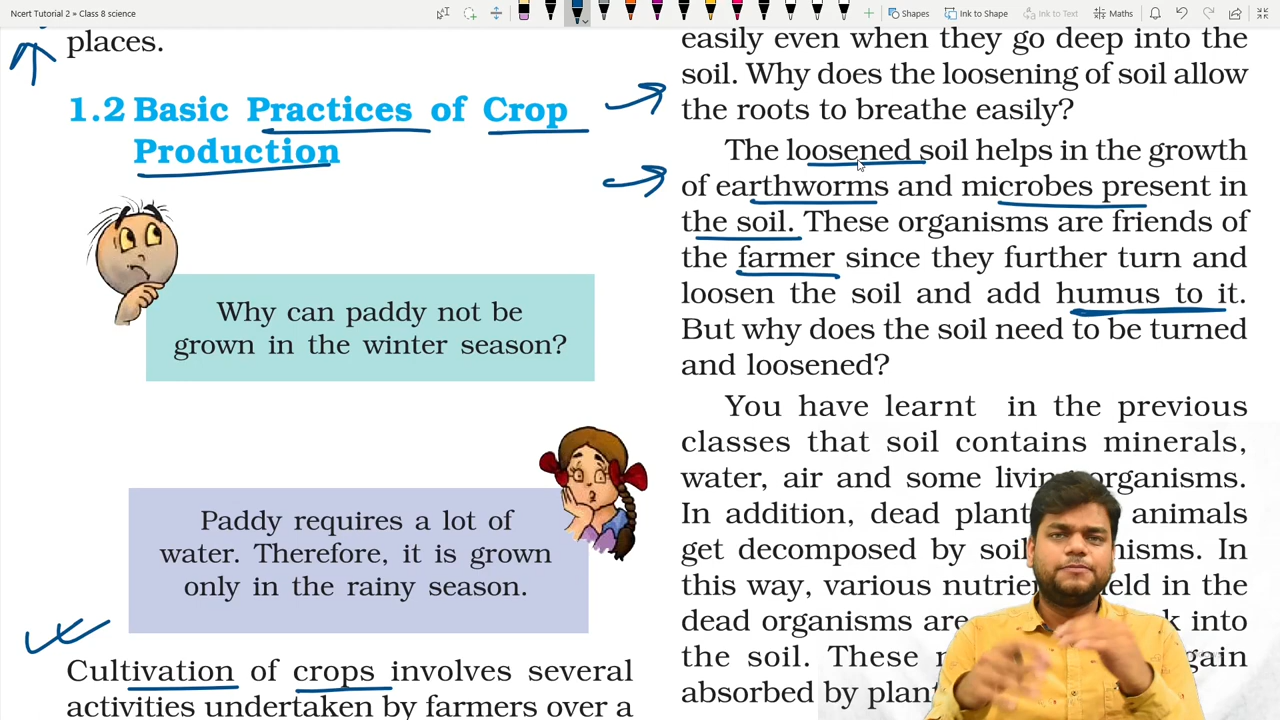 Ncert Tutorial 2 » Class 8 science
Shapes
Ink to Shape
Ink to Text
Maths
places.
1.2 Basic Practices of Crop
Production
Why can paddy not be
grown in the winter season?
Paddy requires a lot of
water. Therefore, it is grown
only in the rainy season.
Cultivation of crops involves several
activities undertaken by farmers over a
easily even when they go deep into the
soil. Why does the loosening of soil allow
the roots to breathe easily?
The loosened soil helps in the growth
of earthworms and microbes present in
the soil. These organisms are friends of
the farmer since they further turn and
loosen the soil and add humus to it.
But why does the soil need to be turned
and loosened?
You have learnt in the previous
classes that soil contains minerals,
water, air and some living organisms.
In addition, dead plant animals
get decomposed by soil In
this way, various in the
dead organisms are into
the soil. These
absorbed by